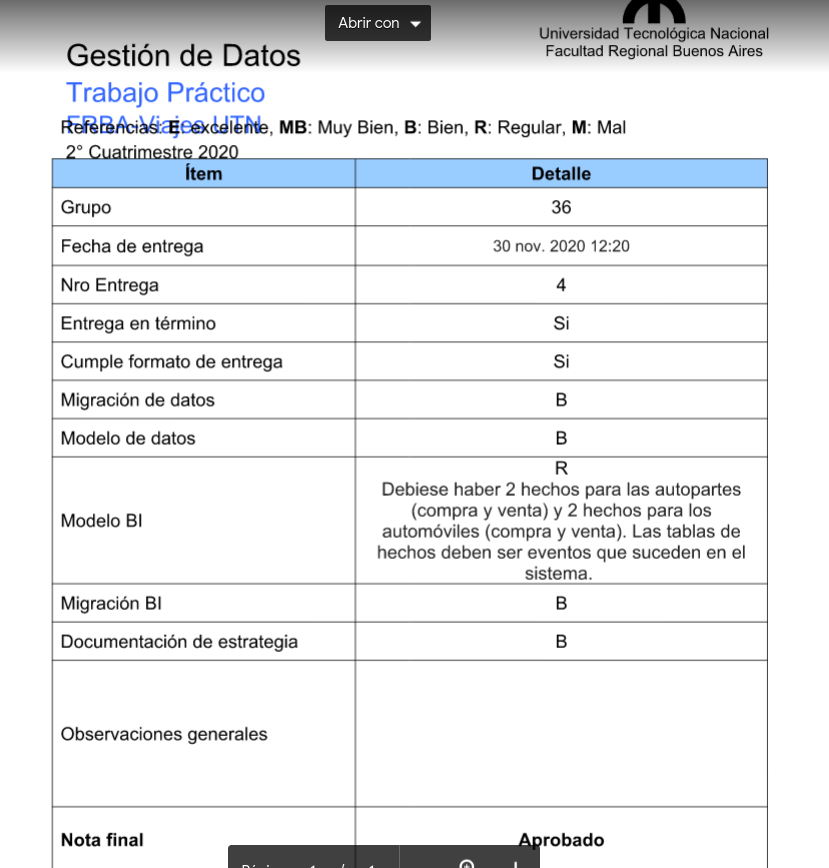 Abrir con
Universidad Tecnológica Nacional
Facultad Regional Buenos Aires
Gestión de Datos
Trabajo Práctico
FRBA-Viajes UTN
Referencias: E: excelente, MB: Muy Bien, B: Bien, R: Regular, M: Mal
2° Cuatrimestre 2020
Ítem Detalle
Grupo 36
Fecha de entrega 30 nov. 2020 12:20
Nro Entrega 4
Entrega en término Si
Cumple formato de entrega Si
Migración de datos B
Modelo de datos B
Modelo BI R
Debiese haber 2 hechos para las autopartes
(compra y venta) y 2 hechos para los
automóviles (compra y venta). Las tablas de
hechos deben ser eventos que suceden en el
sistema.
Migración BI B
Documentación de estrategia B
Observaciones generales
Nota final Aprobado